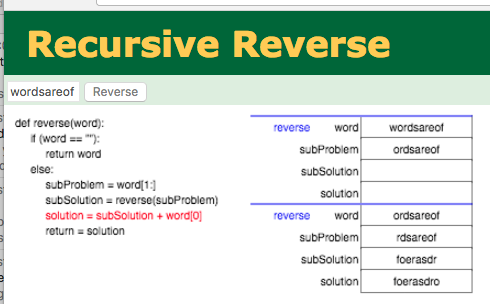 Recursive Reverse
wordsareof Reverse
def reverse(word):
if (word == ""):
return word
else:
subProblem = word[1:]
subSolution = reverse(subProblem)
solution = subSolution + word[0]
return = solution
reverse word wordsareof
subProblem ordsareof
subSolution
solution
reverse word ordsareof
subProblem rdsareof
subSolution foerasdr
solution foerasdro